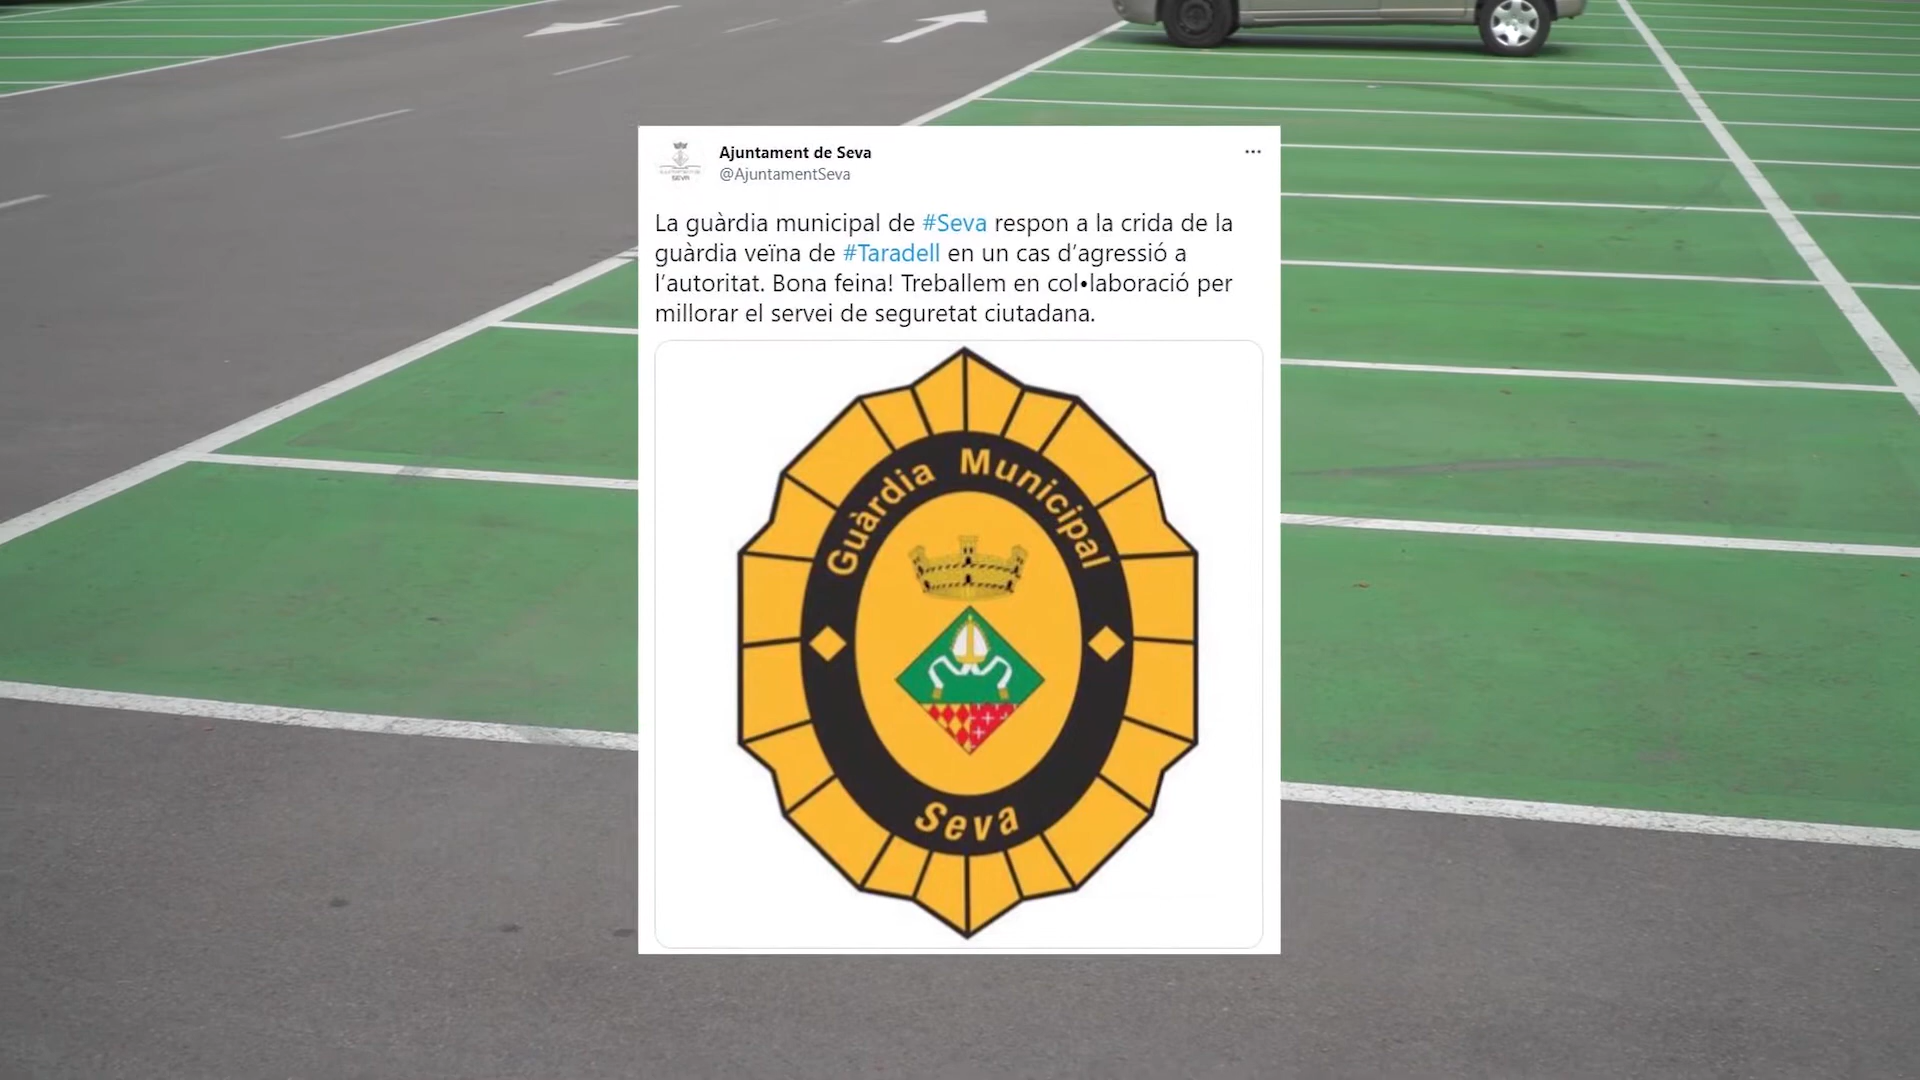 Ajuntament de Seva
@AjuntamentSeva
La guàrdia municipal de #Seva respon a la crida de la
guàrdia veïna de #Taradell en un cas d’agressió a
l’autoritat. Bona feina! Treballem en col•laboració per
millorar el servei de seguretat ciutadana.
Guàrdia Municipal
Seva